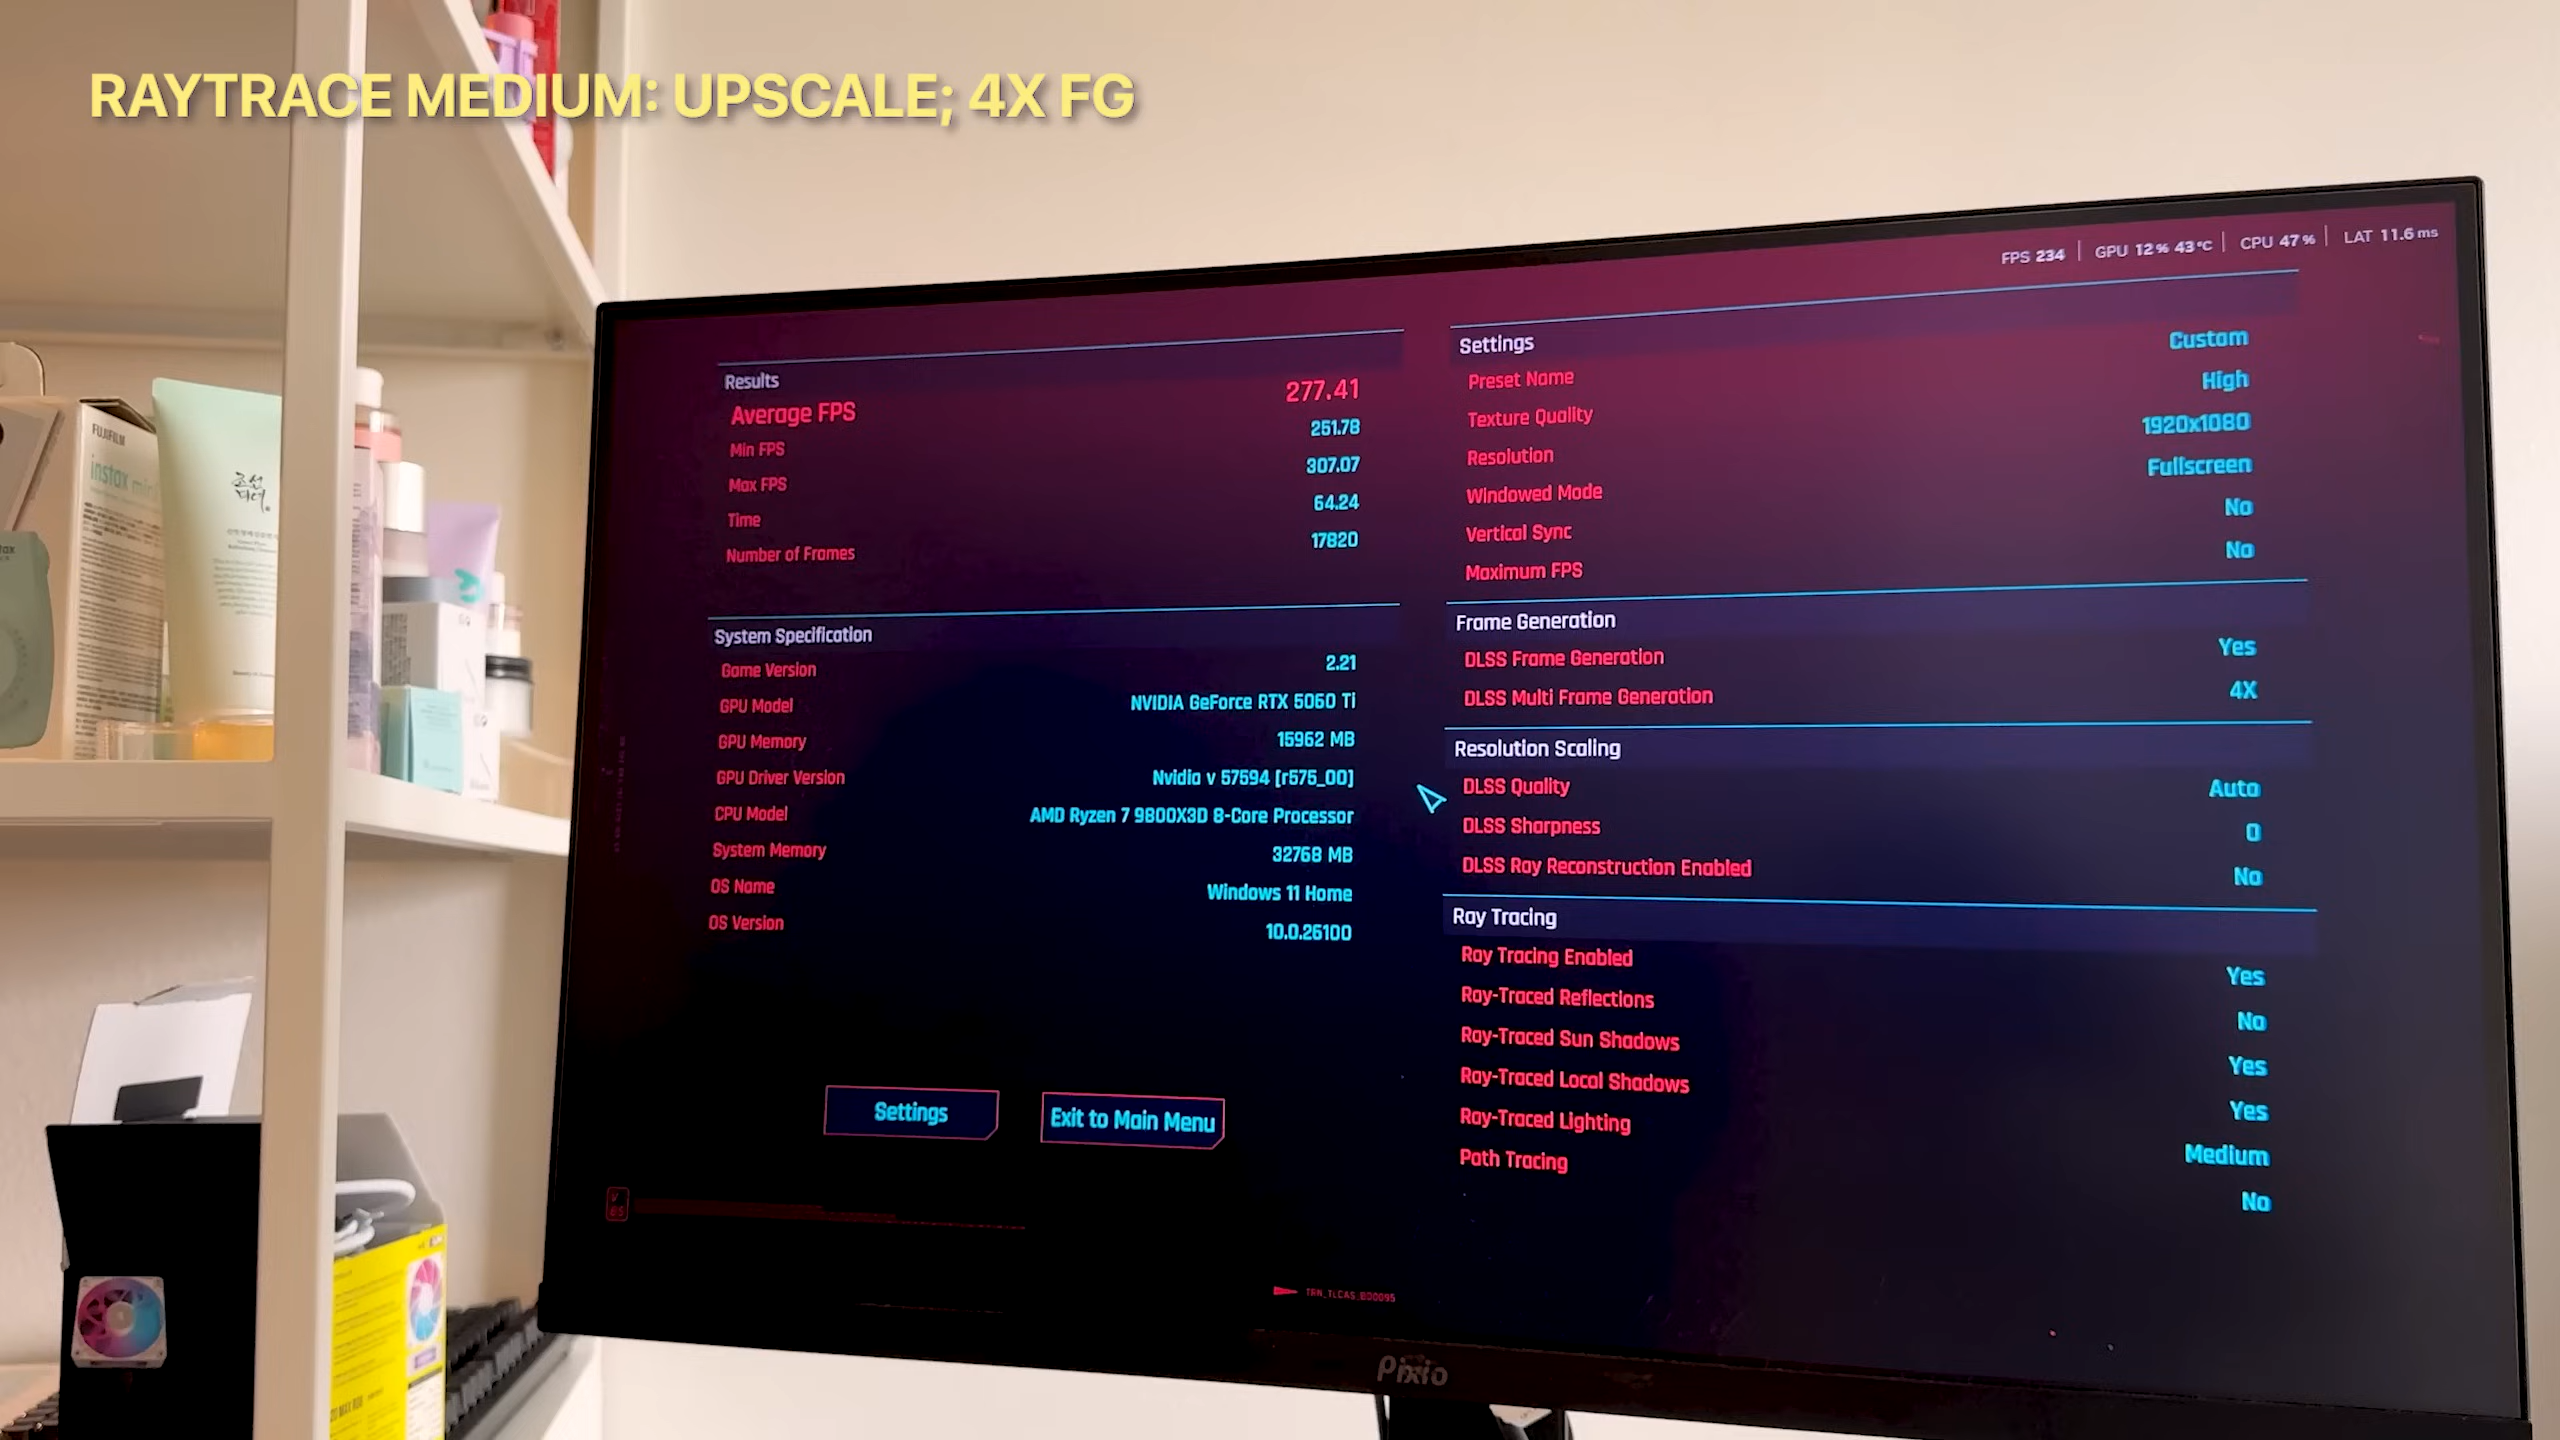 RAYTRACE MEDIUM: UPSCALE; 4X FG
FPS 234 | GPU 12% 43°C | CPU 47% | LAT 11.6 ms
Results
Average FPS 277.41
Min FPS 251.78
Max FPS 307.07
Time 64.24
Number of Frames 17820
System Specification
Game Version 2.21
GPU Model NVIDIA GeForce RTX 5060 Ti
GPU Memory 15962 MB
GPU Driver Version Nvidia v 57594 [r575_00]
CPU Model AMD Ryzen 7 9800X3D 8-Core Processor
System Memory 32768 MB
OS Name Windows 11 Home
OS Version 10.0.26100
Settings
Exit to Main Menu
Settings
Preset Name Custom
Texture Quality High
Resolution 1920x1080
Windowed Mode Fullscreen
Vertical Sync No
Maximum FPS No
Frame Generation
DLSS Frame Generation Yes
DLSS Multi Frame Generation 4X
Resolution Scaling
DLSS Quality Auto
DLSS Sharpness 0
DLSS Ray Reconstruction Enabled No
Ray Tracing
Ray Tracing Enabled Yes
Ray-Traced Reflections No
Ray-Traced Sun Shadows Yes
Ray-Traced Local Shadows Yes
Ray-Traced Lighting Medium
Path Tracing No
Pixio
FUJIFILM
instax mini
조선
미녀